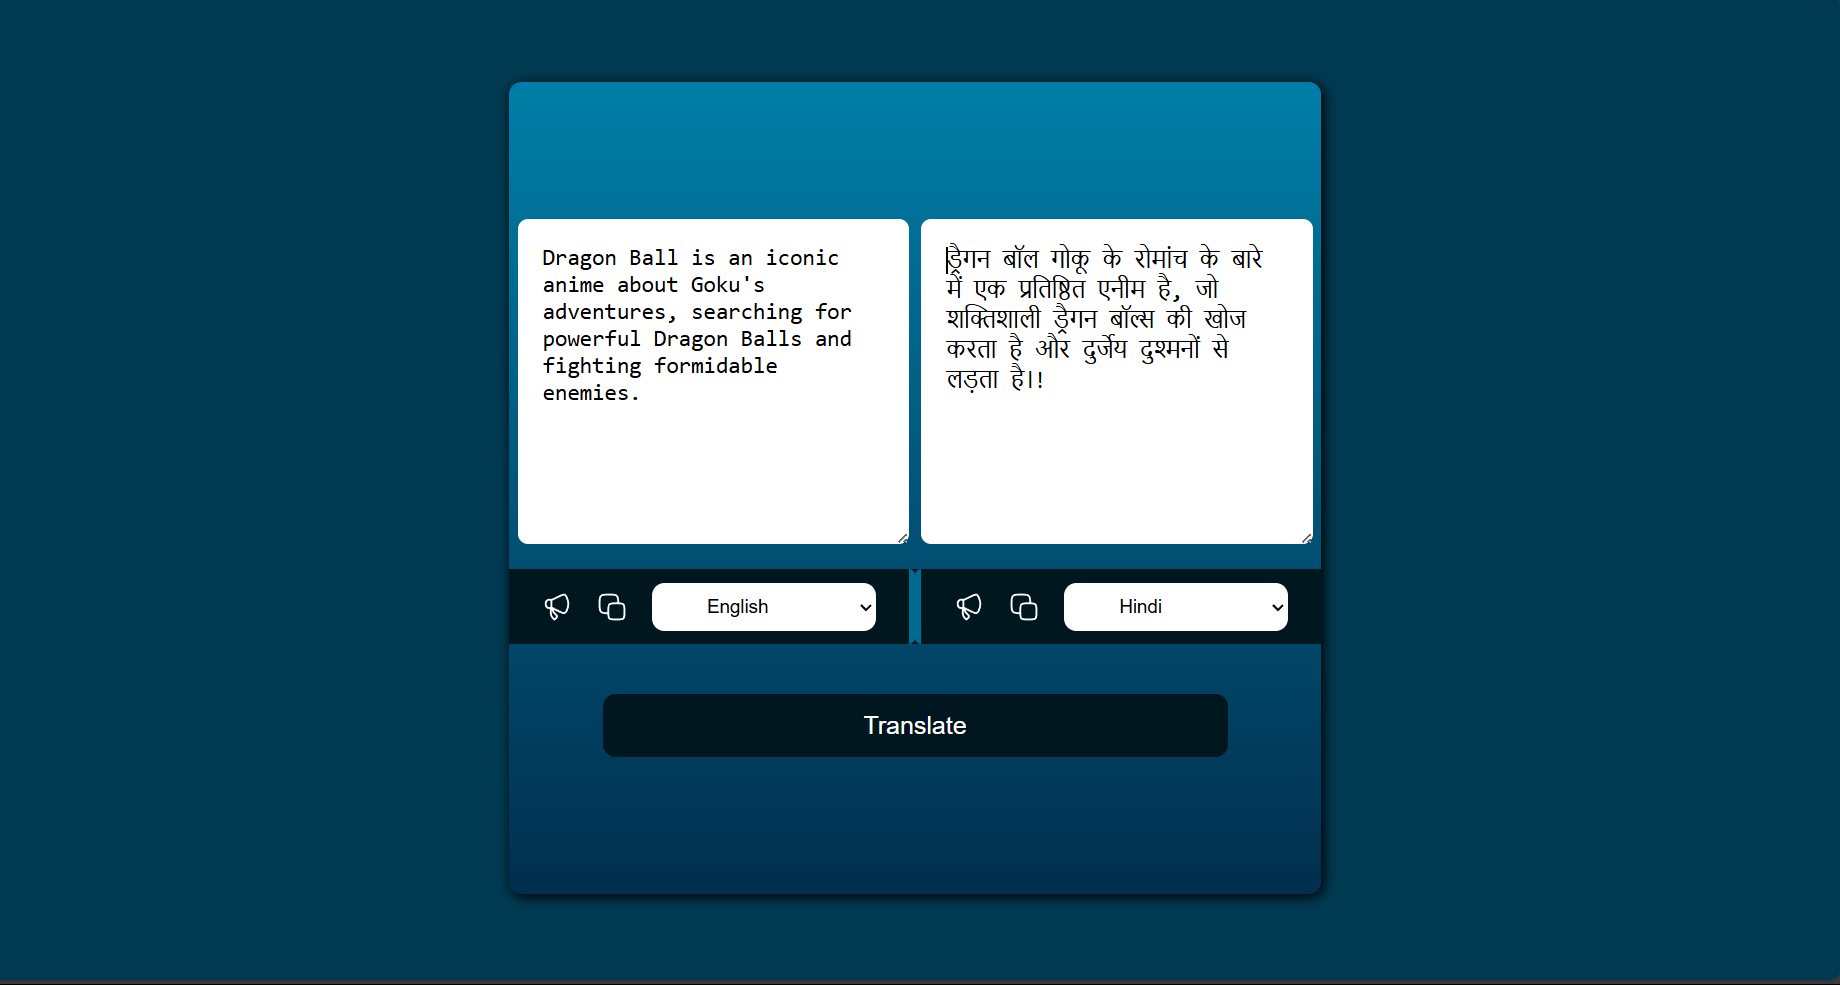 Dragon Ball is an iconic
anime about Goku's
adventures, searching for
powerful Dragon Balls and
fighting formidable
enemies.
ड्रैगन बॉल गोकू के रोमांच के बारे
में एक प्रतिष्ठित एनीम है, जो
शक्तिशाली ड्रैगन बॉल्स की खोज
करता है और दुर्जेय दुश्मनों से
लड़ता है।!
English
Hindi
Translate